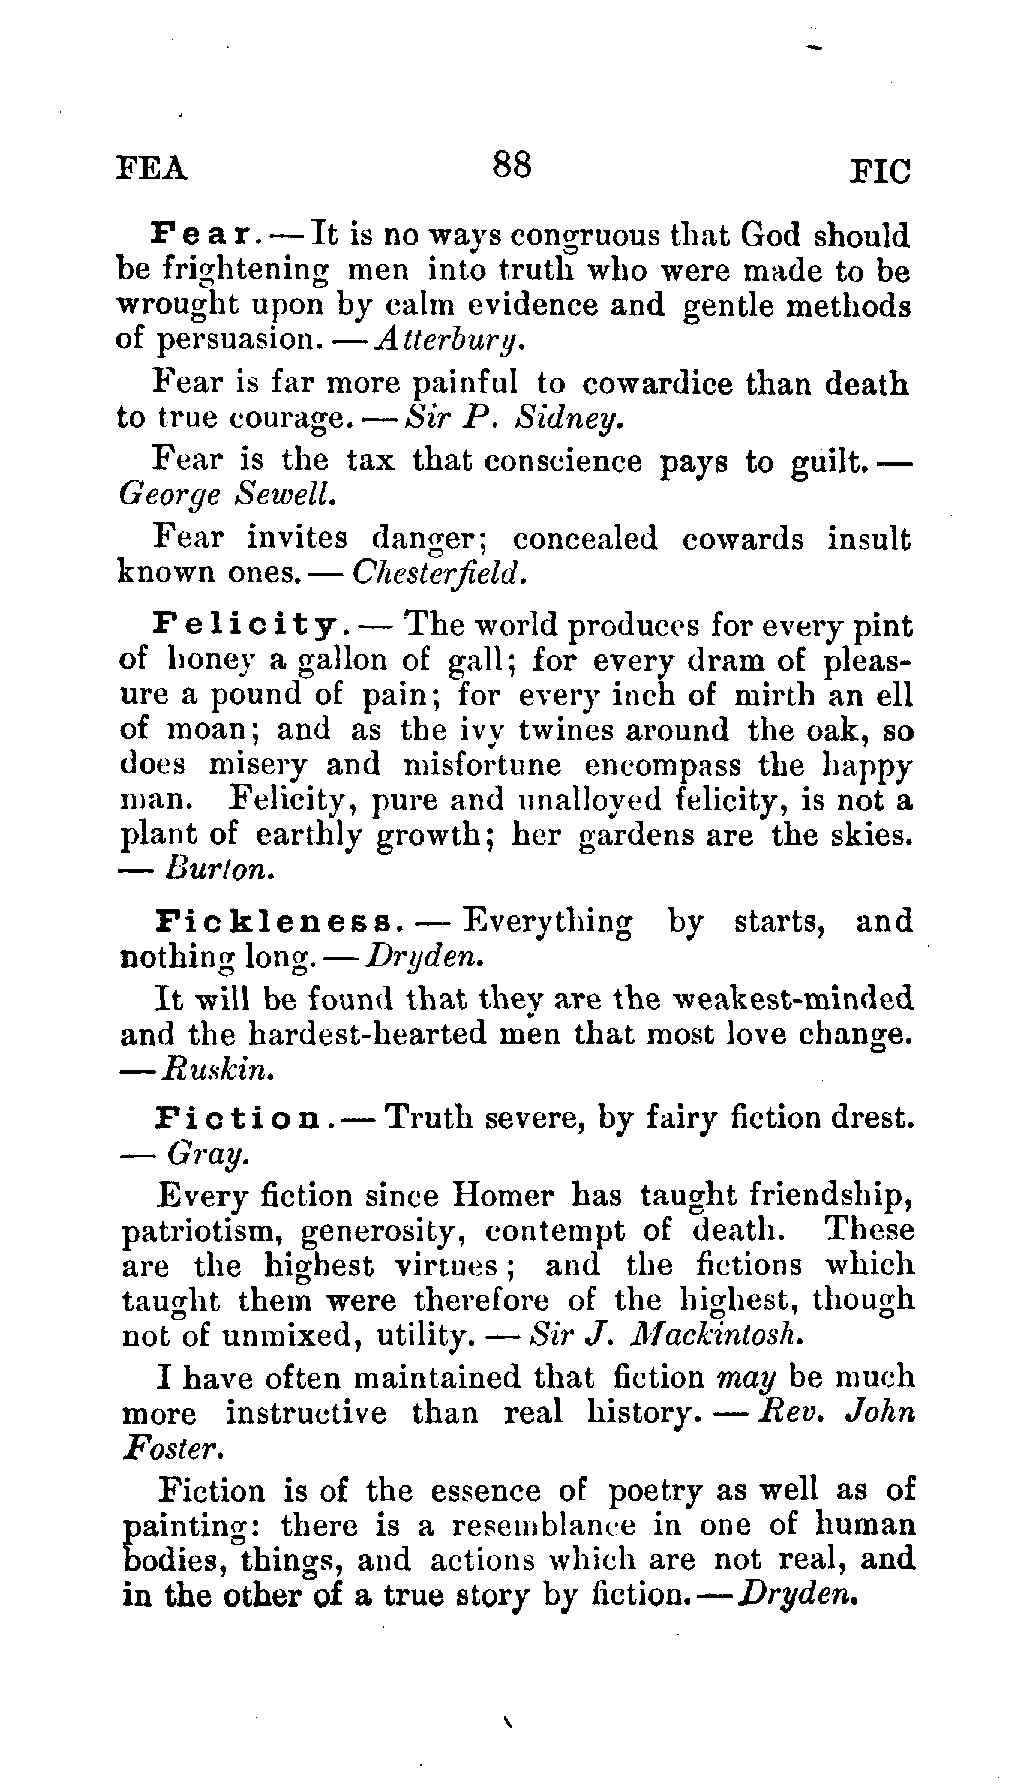 FEA 88 FIC
Fear.—It is no ways congruous that God should
be frightening men into truth who were made to be
wrought upon by calm evidence and gentle methods
of persuasion. — Atterbury.
Fear is far more painful to cowardice than death
to true courage. — Sir P. Sidney.
Fear is the tax that conscience pays to guilt. —
George Sewell.
Fear invites danger; concealed cowards insult
known ones. — Chesterfield.
Felicity. — The world produces for every pint
of honey a gallon of gall; for every dram of pleas-
ure a pound of pain; for every inch of mirth an ell
of moan; and as the ivy twines around the oak, so
does misery and misfortune encompass the happy
man. Felicity, pure and unalloyed felicity, is not a
plant of earthly growth; her gardens are the skies.
— Burton.
Fickleness. — Everything by starts, and
nothing long. — Dryden.
It will be found that they are the weakest-minded
and the hardest-hearted men that most love change.
— Ruskin.
Fiction. — Truth severe, by fairy fiction drest.
— Gray.
Every fiction since Homer has taught friendship,
patriotism, generosity, contempt of death. These
are the highest virtues; and the fictions which
taught them were therefore of the highest, though
not of unmixed, utility. — Sir J. Mackintosh.
I have often maintained that fiction may be much
more instructive than real history. — Rev. John
Foster.
Fiction is of the essence of poetry as well as of
painting: there is a resemblance in one of human
bodies, things, and actions which are not real, and
in the other of a true story by fiction. — Dryden.